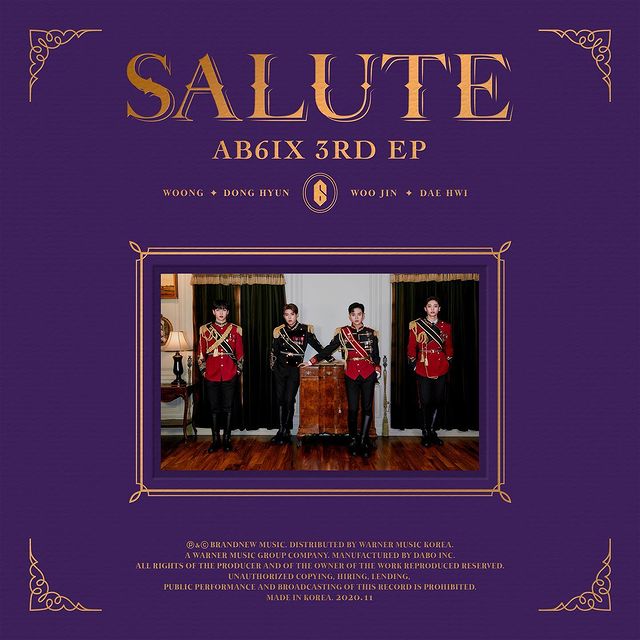 SALUTE
AB6IX 3RD EP
WOONG ✦ DONG HYUN 6 WOO JIN ✦ DAE HWI
Ⓟ&Ⓒ BRANDNEW MUSIC. DISTRIBUTED BY WARNER MUSIC KOREA.
A WARNER MUSIC GROUP COMPANY. MANUFACTURED BY DABO INC.
ALL RIGHTS OF THE PRODUCER AND OF THE OWNER OF THE WORK REPRODUCED RESERVED.
UNAUTHORIZED COPYING, HIRING, LENDING,
PUBLIC PERFORMANCE AND BROADCASTING OF THIS RECORD IS PROHIBITED.
MADE IN KOREA. 2020.11